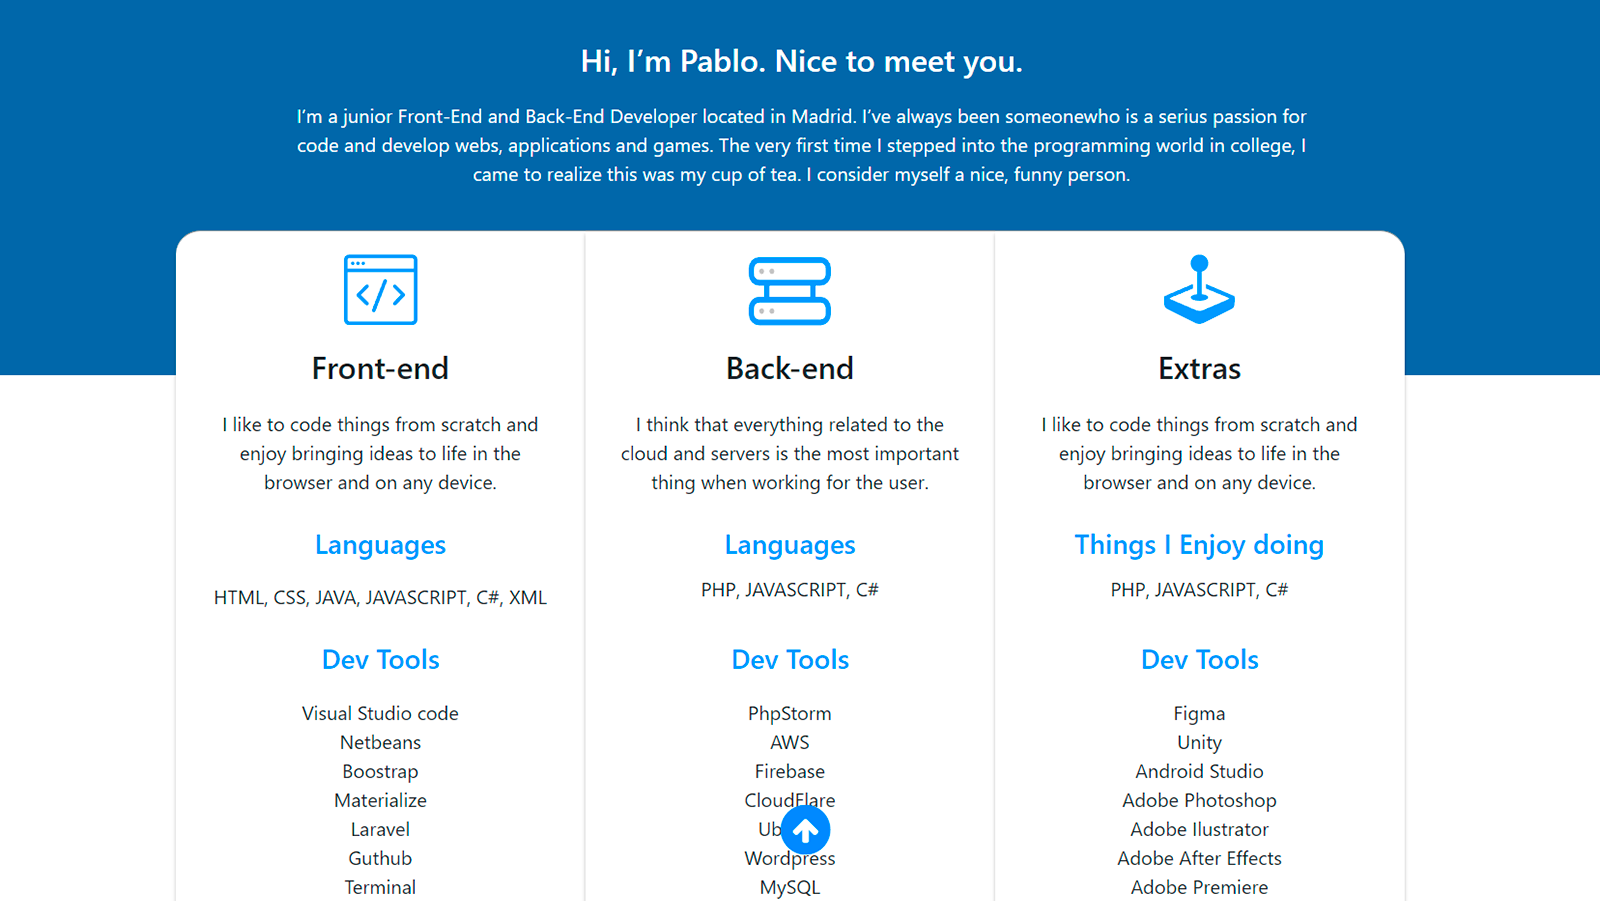 Hi, I’m Pablo. Nice to meet you.
I’m a junior Front-End and Back-End Developer located in Madrid. I’ve always been someonewho is a serius passion for
code and develop webs, applications and games. The very first time I stepped into the programming world in college, I
came to realize this was my cup of tea. I consider myself a nice, funny person.
Front-end
I like to code things from scratch and
enjoy bringing ideas to life in the
browser and on any device.
Languages
HTML, CSS, JAVA, JAVASCRIPT, C#, XML
Dev Tools
Visual Studio code
Netbeans
Boostrap
Materialize
Laravel
Guthub
Terminal
Back-end
I think that everything related to the
cloud and servers is the most important
thing when working for the user.
Languages
PHP, JAVASCRIPT, C#
Dev Tools
PhpStorm
AWS
Firebase
CloudFlare
Wordpress
MySQL
Extras
I like to code things from scratch and
enjoy bringing ideas to life in the
browser and on any device.
Things I Enjoy doing
PHP, JAVASCRIPT, C#
Dev Tools
Figma
Unity
Android Studio
Adobe Photoshop
Adobe Ilustrator
Adobe After Effects
Adobe Premiere